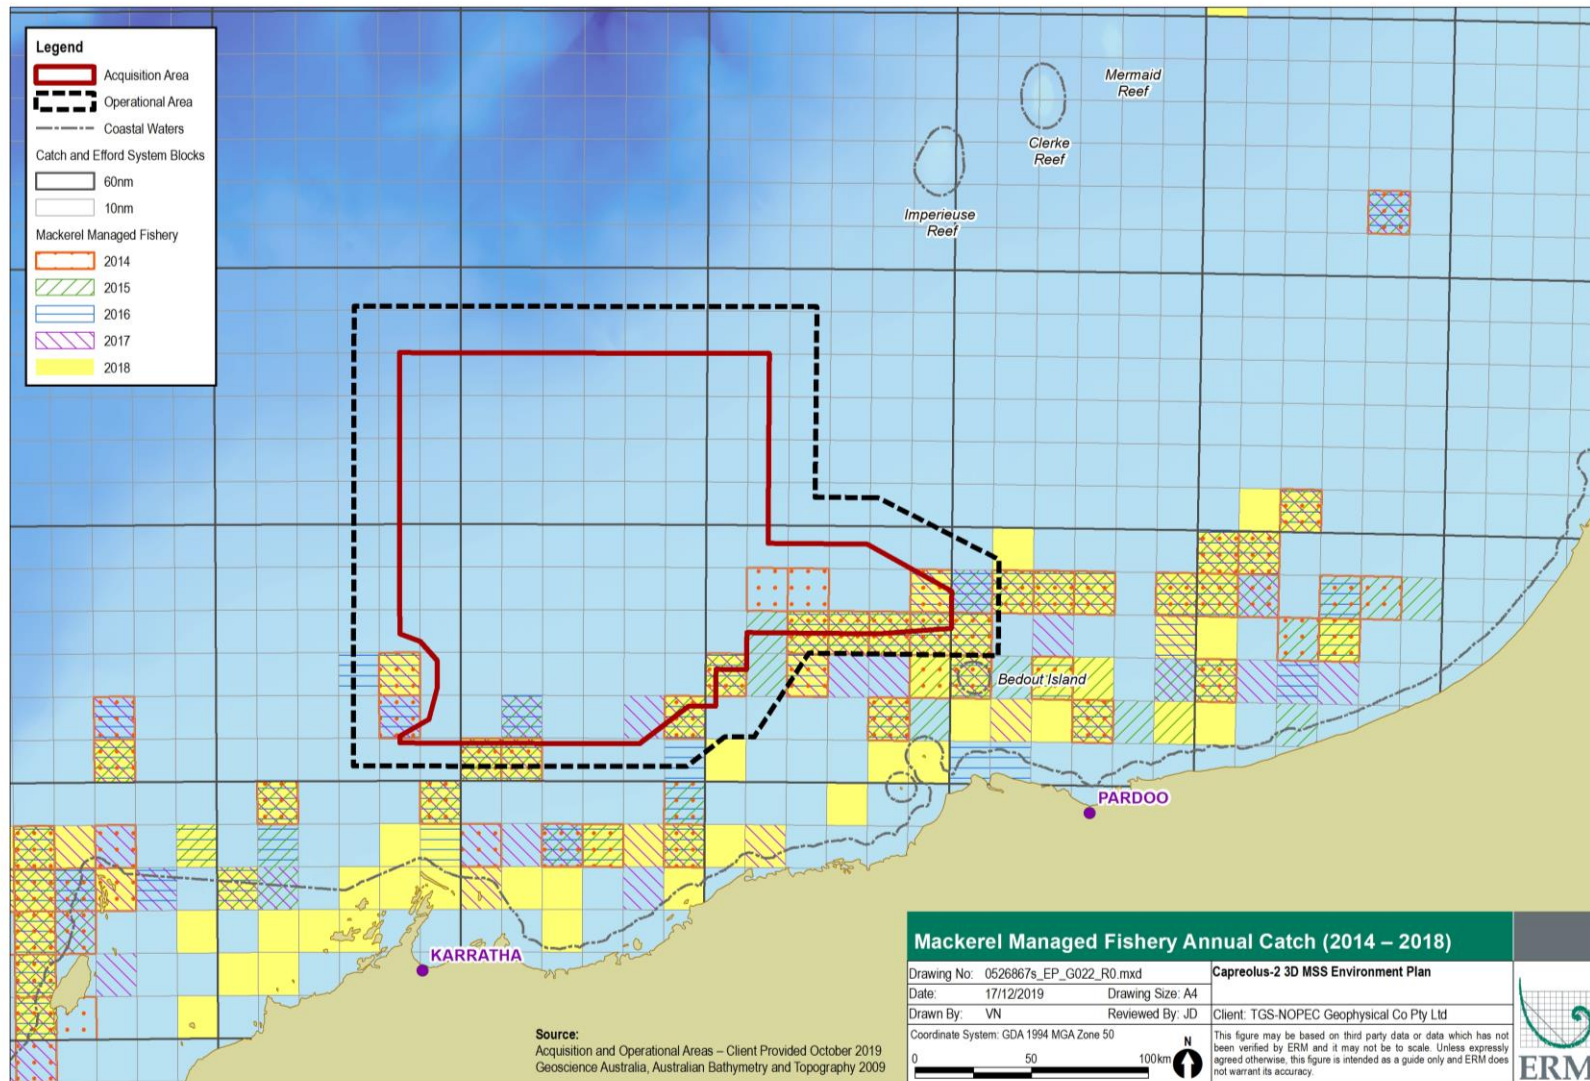 Legend
Acquisition Area
Operational Area
Coastal Waters
Catch and Efford System Blocks
60nm
10nm
Mackerel Managed Fishery
2014
2015
2016
2017
2018
Mermaid
Reef
Clerke
Reef
Imperieuse
Reef
Bedout Island
PARDOO
KARRATHA
Source:
Acquisition and Operational Areas – Client Provided October 2019
Geoscience Australia, Australian Bathymetry and Topography 2009
Mackerel Managed Fishery Annual Catch (2014 – 2018)
Drawing No: 0526867s_EP_G022_R0.mxd
Date: 17/12/2019 Drawing Size: A4
Drawn By: VN Reviewed By: JD
Coordinate System: GDA 1994 MGA Zone 50
N
0 50 100km
Capreolus-2 3D MSS Environment Plan
Client: TGS-NOPEC Geophysical Co Pty Ltd
This figure may be based on third party data or data which has not
been verified by ERM and it may not be to scale. Unless expressly
agreed otherwise, this figure is intended as a guide only and ERM does
not warrant its accuracy.
ERM